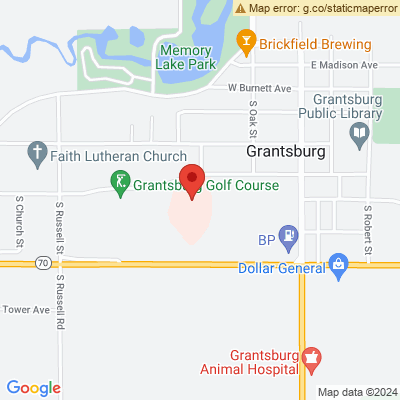 Map error: g.co/staticmaperror
Brickfield Brewing
Memory
Lake Park
E Madison Ave
W Burnett Ave
S Oak St
Grantsburg
Public Library
Faith Lutheran Church
Grantsburg
Grantsburg Golf Course
S Church St
S Russell St
S Robert St
BP
Dollar General
70
S Russell Rd
Tower Ave
Grantsburg
Animal Hospital
Google
Map data ©2024